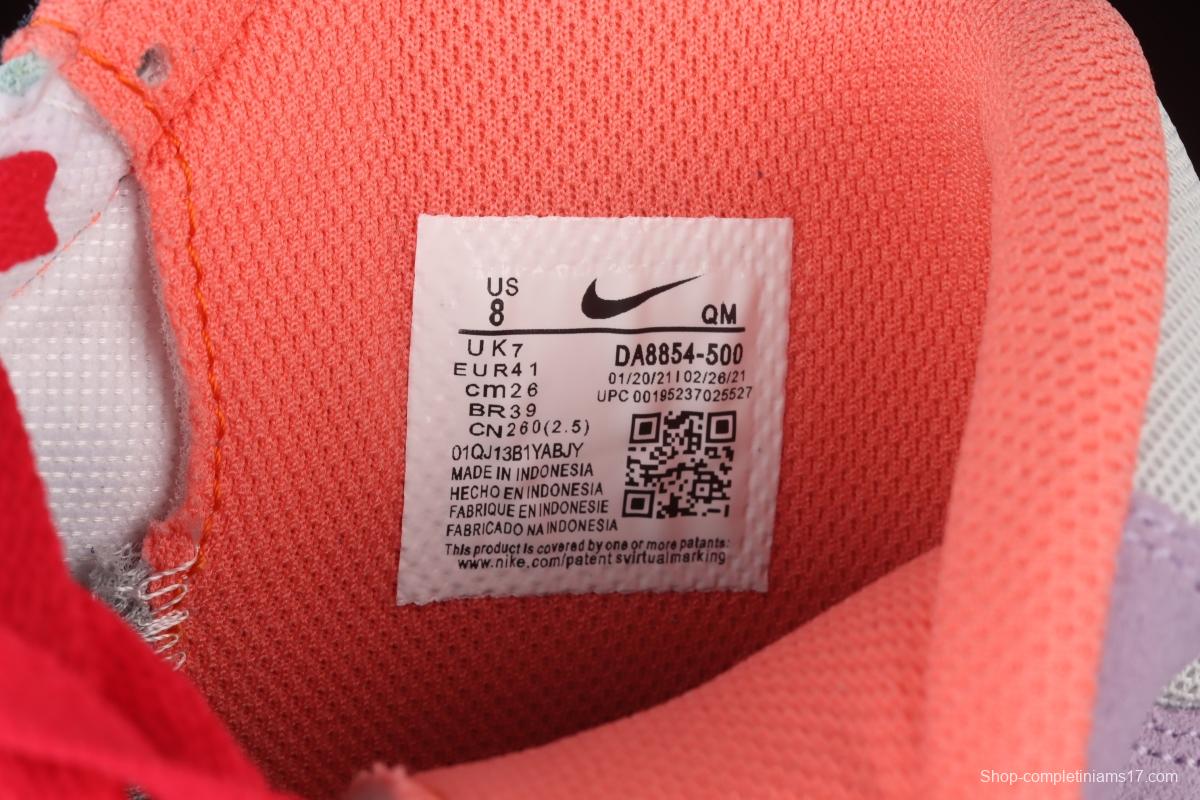 US
8
QM
UK7
EUR41
cm26
BR39
CN260(2.5)
DA8854-500
01/20/21 | 02/26/21
UPC 00195237025527
01QJ13B1YABJY
MADE IN INDONESIA
HECHO EN INDONESIA
FABRIQUE EN INDONESIE
FABRICADO NA INDONESIA
This product is covered by one or more patents:
www.nike.com/patent svirtualmarking
Shop-completiniams17.com